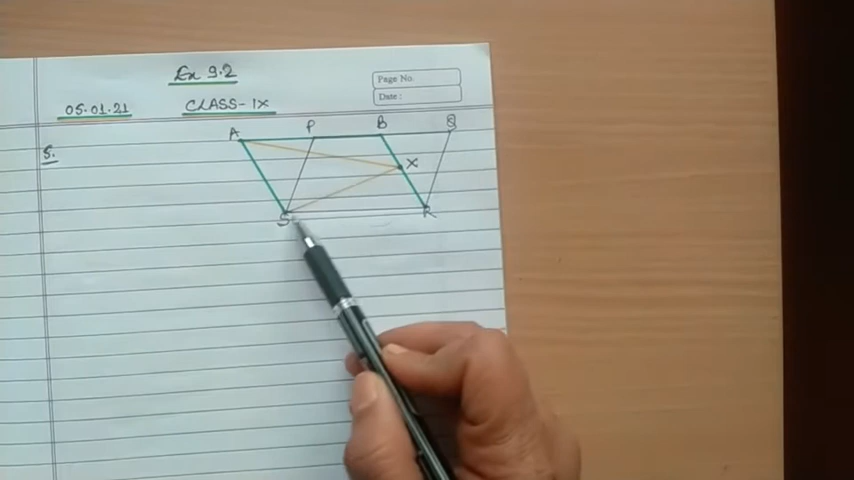 Ex 9.2
Page No.
Date :
05.01.21 CLASS-IX
A P B Q
5.
X
S R